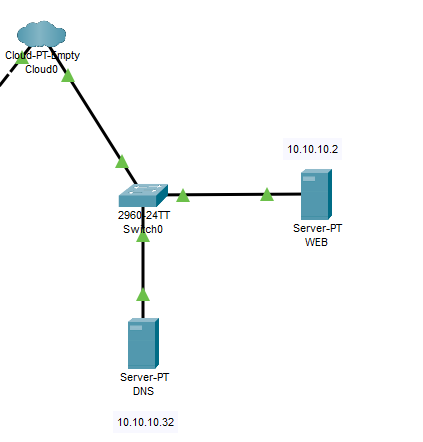 Cloud-PT-Empty
Cloud0
10.10.10.2
2960-24TT
Switch0
Server-PT
WEB
Server-PT
DNS
10.10.10.32